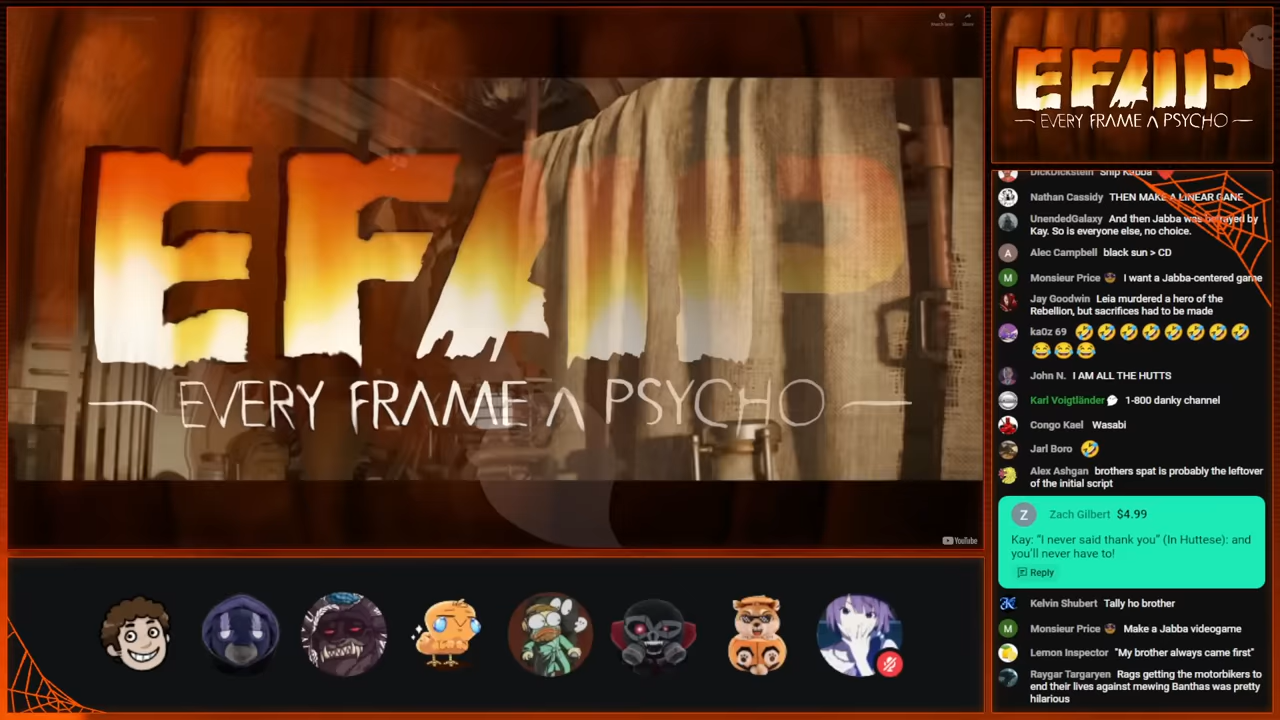 Watch later
Share
EFAP
EVERY FRAME A PSYCHO
YouTube
EFAP
EVERY FRAME A PSYCHO
DickDickstein Ship Kabba
Nathan Cassidy THEN MAKE A LINEAR GANE
UnendedGalaxy And then Jabba was betrayed by
Kay. So is everyone else, no choice.
A
Alec Campbell black sun > CD
M
Monsieur Price I want a Jabba-centered game
Jay Goodwin Leia murdered a hero of the
Rebellion, but sacrifices had to be made
ka0z 69 🤣🤣🤣🤣🤣🤣🤣🤣
😂😂😂
John N. I AM ALL THE HUTTS
Karl Voigtländer 1-800 danky channel
Congo Kael Wasabi
Jarl Boro 🤣
Alex Ashgan brothers spat is probably the leftover
of the initial script
Z
Zach Gilbert $4.99
Kay: "I never said thank you" (In Huttese): and
you'll never have to!
Reply
Kelvin Shubert Tally ho brother
M
Monsieur Price Make a Jabba videogame
Lemon Inspector "My brother always came first"
Raygar Targaryen Rags getting the motorbikers to
end their lives against mewing Banthas was pretty
hilarious